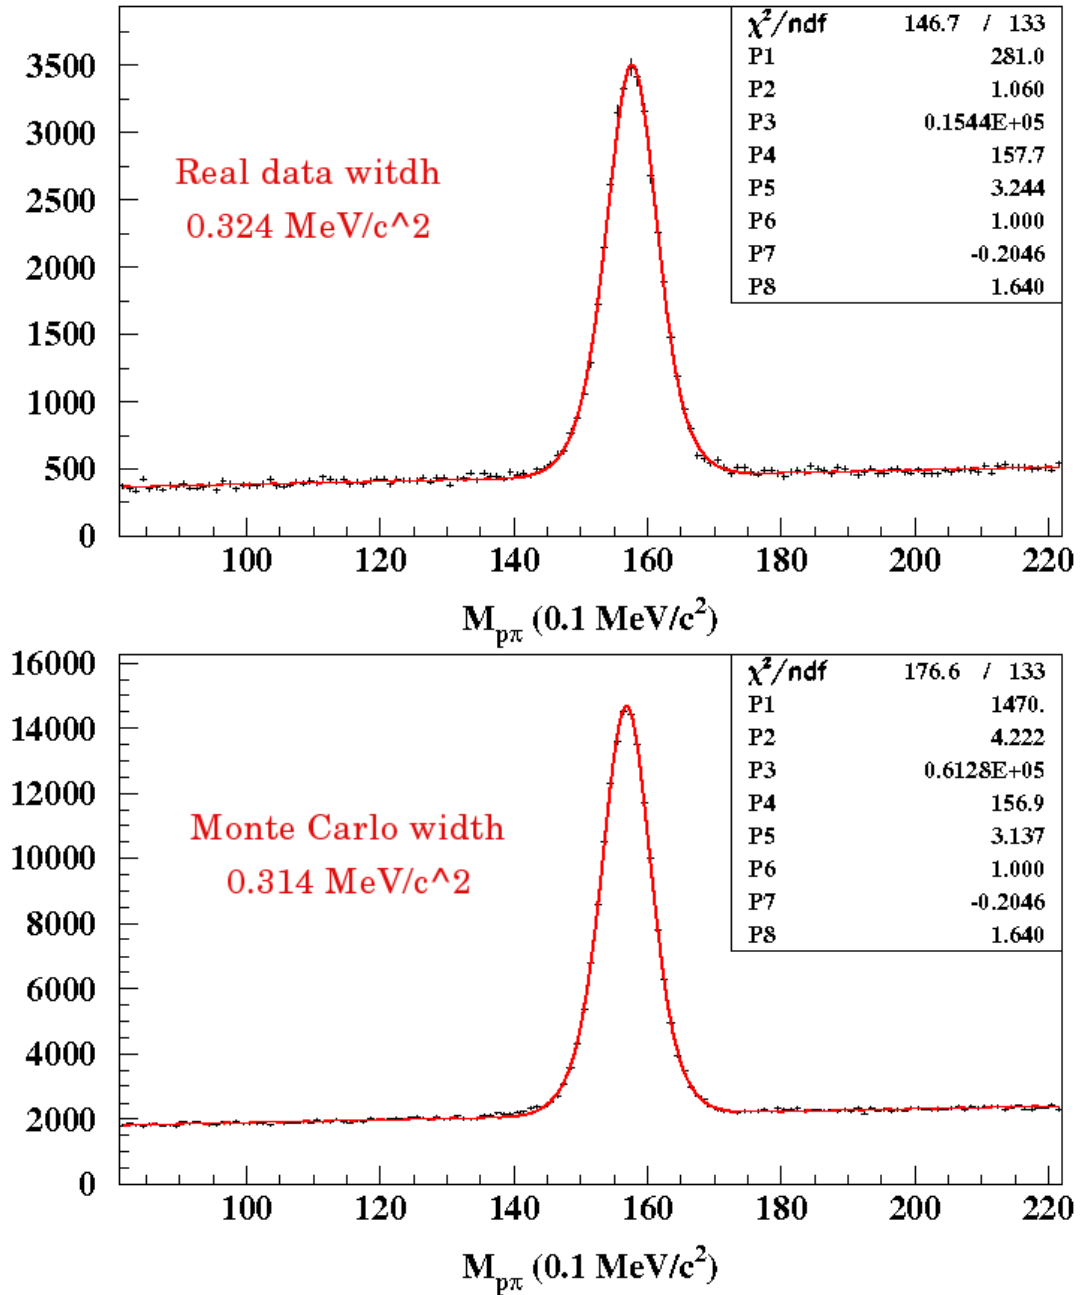 χ²/ndf 146.7 / 133
P1 281.0
P2 1.060
P3 0.1544E+05
P4 157.7
P5 3.244
P6 1.000
P7 -0.2046
P8 1.640
3500
3000
2500
2000
1500
1000
500
0
Real data witdh
0.324 MeV/c^2
100 120 140 160 180 200 220
M_pπ (0.1 MeV/c²)
χ²/ndf 176.6 / 133
P1 1470.
P2 4.222
P3 0.6128E+05
P4 156.9
P5 3.137
P6 1.000
P7 -0.2046
P8 1.640
16000
14000
12000
10000
8000
6000
4000
2000
0
Monte Carlo width
0.314 MeV/c^2
100 120 140 160 180 200 220
M_pπ (0.1 MeV/c²)